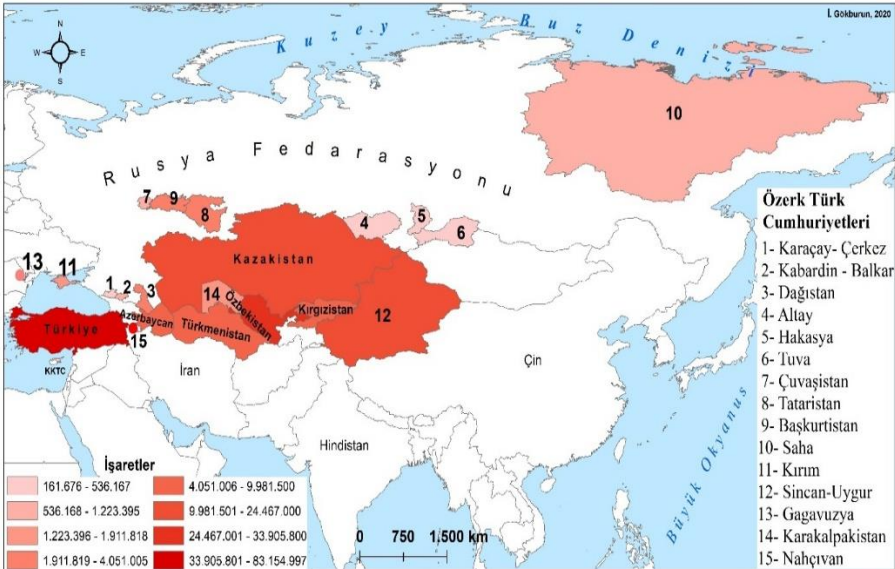 İ. Gökburun, 2020
N
W E
S
Kuzey Buz Denizi
10
Rusya Fedarasyonu
7 9
8
4 5
6
13
11
1 2
3
Kazakistan
14
Özbekistan
Kırgızistan
12
Türkiye
Azerbaycan
Türkmenistan
15
KKTC
İran
Çin
Hindistan
Büyük Okyanus
Özerk Türk
Cumhuriyetleri
1- Karaçay- Çerkez
2- Kabardin - Balkar
3- Dağıstan
4- Altay
5- Hakasya
6- Tuva
7- Çuvaşistan
8- Tataristan
9- Başkurtistan
10- Saha
11- Kırım
12- Sincan-Uygur
13- Gagavuzya
14- Karakalpakistan
15- Nahçıvan
İşaretler
161.676 - 536.167
536.168 - 1.223.395
1.223.396 - 1.911.818
1.911.819 - 4.051.005
4.051.006 - 9.981.500
9.981.501 - 24.467.000
24.467.001 - 33.905.800
33.905.801 - 83.154.997
0 750 1,500 km